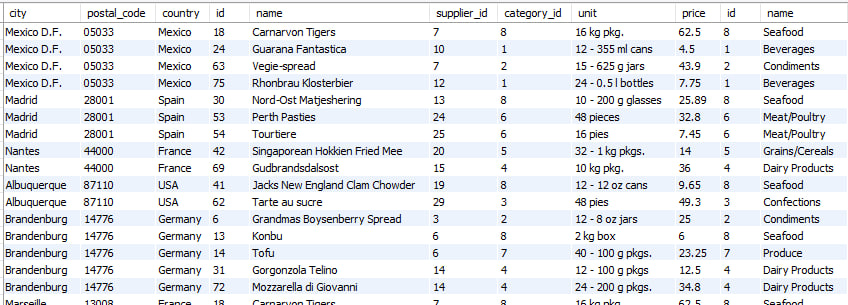 city postal_code country id name supplier_id category_id unit price id name
Mexico D.F. 05033 Mexico 18 Carnarvon Tigers 7 8 16 kg pkg. 62.5 8 Seafood
Mexico D.F. 05033 Mexico 24 Guarana Fantastica 10 1 12 - 355 ml cans 4.5 1 Beverages
Mexico D.F. 05033 Mexico 63 Vegie-spread 7 2 15 - 625 g jars 43.9 2 Condiments
Mexico D.F. 05033 Mexico 75 Rhonbrau Klosterbier 12 1 24 - 0.5 l bottles 7.75 1 Beverages
Madrid 28001 Spain 30 Nord-Ost Matjeshering 13 8 10 - 200 g glasses 25.89 8 Seafood
Madrid 28001 Spain 53 Perth Pasties 24 6 48 pieces 32.8 6 Meat/Poultry
Madrid 28001 Spain 54 Tourtiere 25 6 16 pies 7.45 6 Meat/Poultry
Nantes 44000 France 42 Singaporean Hokkien Fried Mee 20 5 32 - 1 kg pkgs. 14 5 Grains/Cereals
Nantes 44000 France 69 Gudbrandsdalsost 15 4 10 kg pkg. 36 4 Dairy Products
Albuquerque 87110 USA 41 Jacks New England Clam Chowder 19 8 12 - 12 oz cans 9.65 8 Seafood
Albuquerque 87110 USA 62 Tarte au sucre 29 3 48 pies 49.3 3 Confections
Brandenburg 14776 Germany 6 Grandmas Boysenberry Spread 3 2 12 - 8 oz jars 25 2 Condiments
Brandenburg 14776 Germany 13 Konbu 6 8 2 kg box 6 8 Seafood
Brandenburg 14776 Germany 14 Tofu 6 7 40 - 100 g pkgs. 23.25 7 Produce
Brandenburg 14776 Germany 31 Gorgonzola Telino 14 4 12 - 100 g pkgs 12.5 4 Dairy Products
Brandenburg 14776 Germany 72 Mozzarella di Giovanni 14 4 24 - 200 g pkgs. 34.8 4 Dairy Products
Marseille 13008 France 18 Carnarvon Tigers 7 8 16 kg pkg. 62.5 8 Seafood